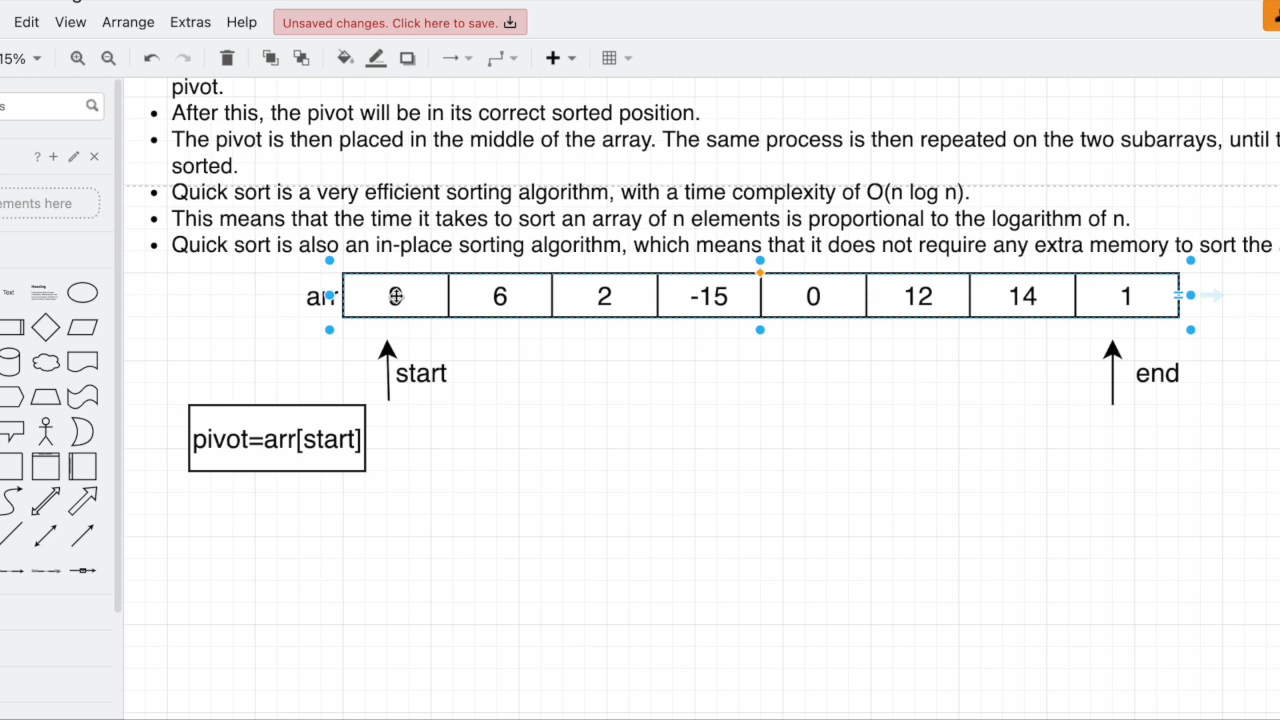 Edit View Arrange Extras Help Unsaved changes. Click here to save.
15%
pivot.
• After this, the pivot will be in its correct sorted position.
• The pivot is then placed in the middle of the array. The same process is then repeated on the two subarrays, until
sorted.
• Quick sort is a very efficient sorting algorithm, with a time complexity of O(n log n).
• This means that the time it takes to sort an array of n elements is proportional to the logarithm of n.
• Quick sort is also an in-place sorting algorithm, which means that it does not require any extra memory to sort the
ements here
Text Heading
arr 6 2 -15 0 12 14 1
start end
pivot=arr[start]